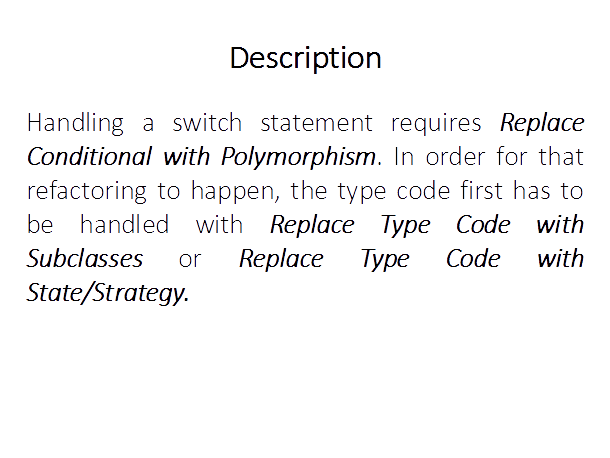 Description
Handling a switch statement requires Replace
Conditional with Polymorphism. In order for that
refactoring to happen, the type code first has to
be handled with Replace Type Code with
Subclasses or Replace Type Code with
State/Strategy.